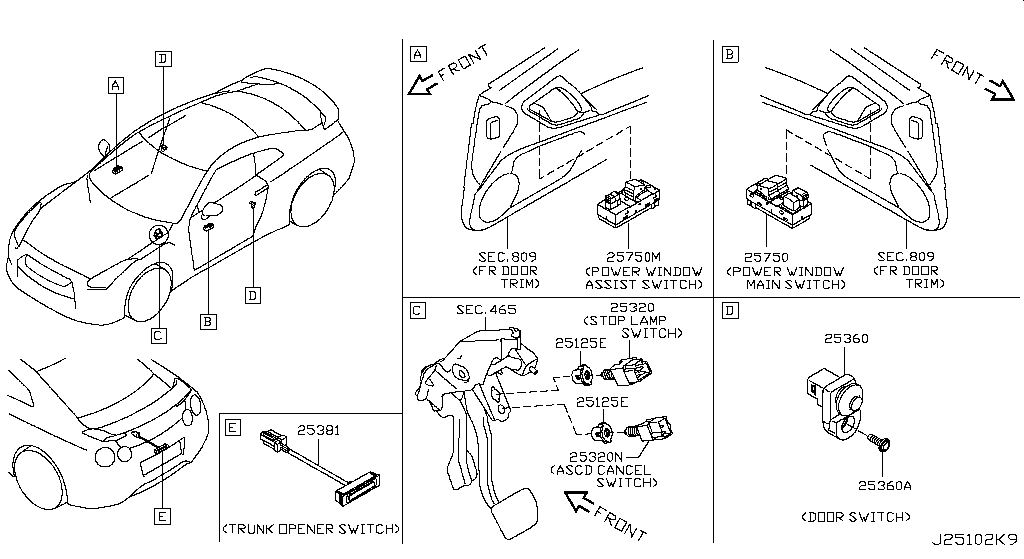 D
A
B
D
C
E
E
25381
(TRUNK OPENER SWITCH)
A
FRONT
SEC.809
(FR DOOR
TRIM)
25750M
(POWER WINDOW
ASSIST SWITCH)
B
FRONT
25750
(POWER WINDOW
MAIN SWITCH)
SEC.809
(FR DOOR
TRIM)
C
SEC.465
25320
(STOP LAMP
SWITCH)
25125E
25125E
25320N
(ASCD CANCEL
SWITCH)
FRONT
D
25360
25360A
(DOOR SWITCH)
J25102K9